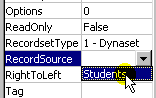 Options 0
ReadOnly False
RecordsetType 1 - Dynaset
RecordSource
RightToLeft Students
Tag